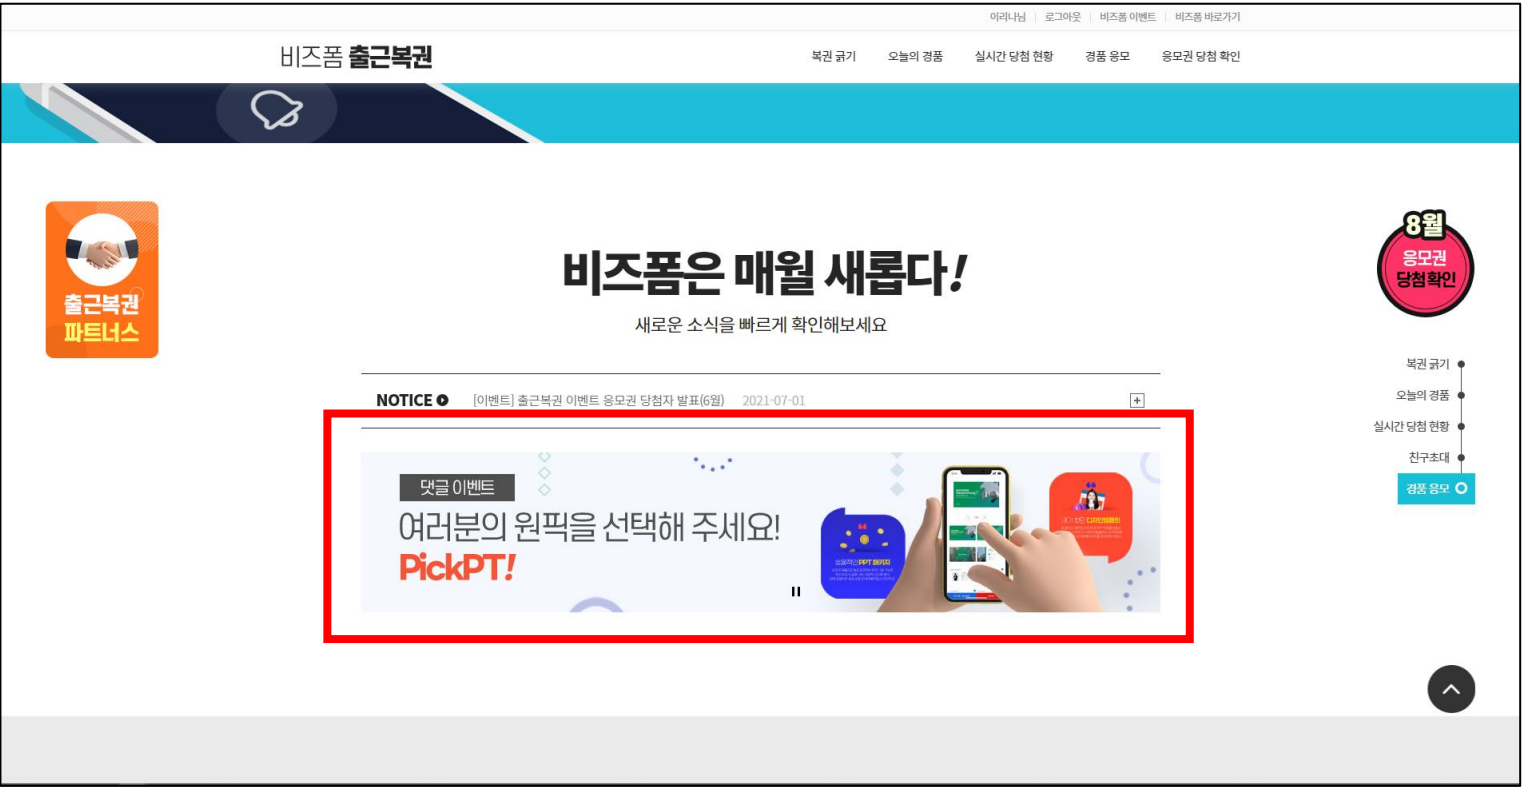 이리나님 로그아웃 비즈폼 이벤트 비즈폼 바로가기
비즈폼 출근복권
복권 긁기 오늘의 경품 실시간 당첨 현황 경품 응모 응모권 당첨 확인
출근복권
파트너스
비즈폼은 매월 새롭다!
새로운 소식을 빠르게 확인해보세요
NOTICE
[이벤트] 출근복권 이벤트 응모권 당첨자 발표(6월) 2021-07-01
댓글 이벤트
여러분의 원픽을 선택해 주세요!
PickPT!
효율적인 PPT 패키지
8월
응모권
당첨확인
복권 긁기
오늘의 경품
실시간 당첨 현황
친구초대
경품 응모